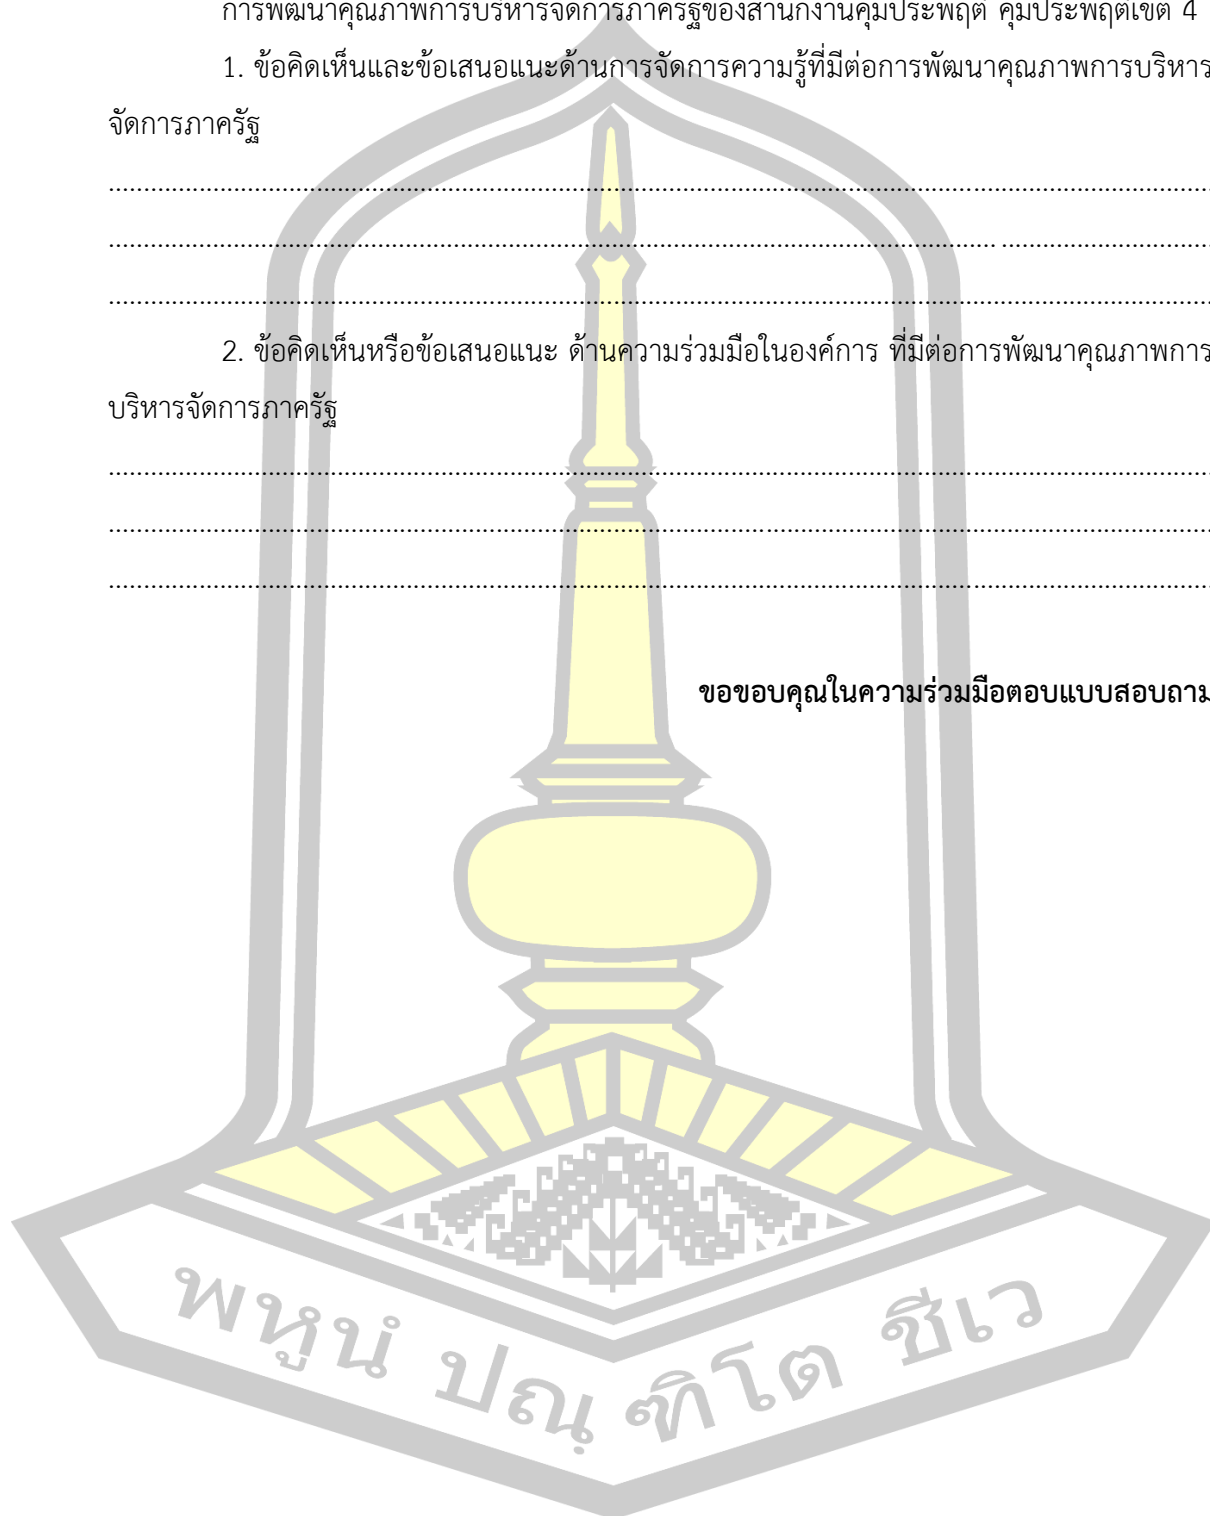 การพัฒนาคุณภาพการบริหารจัดการภาครัฐของสำนักงานคุมประพฤติ คุมประพฤติเขต 4
1. ข้อคิดเห็นและข้อเสนอแนะด้านการจัดการความรู้ที่มีต่อการพัฒนาคุณภาพการบริหาร
จัดการภาครัฐ
2. ข้อคิดเห็นหรือข้อเสนอแนะ ด้านความร่วมมือในองค์การ ที่มีต่อการพัฒนาคุณภาพการ
บริหารจัดการภาครัฐ
ขอขอบคุณในความร่วมมือตอบแบบสอบถาม
พหูนํ ปณฺฑิโต ชีเว